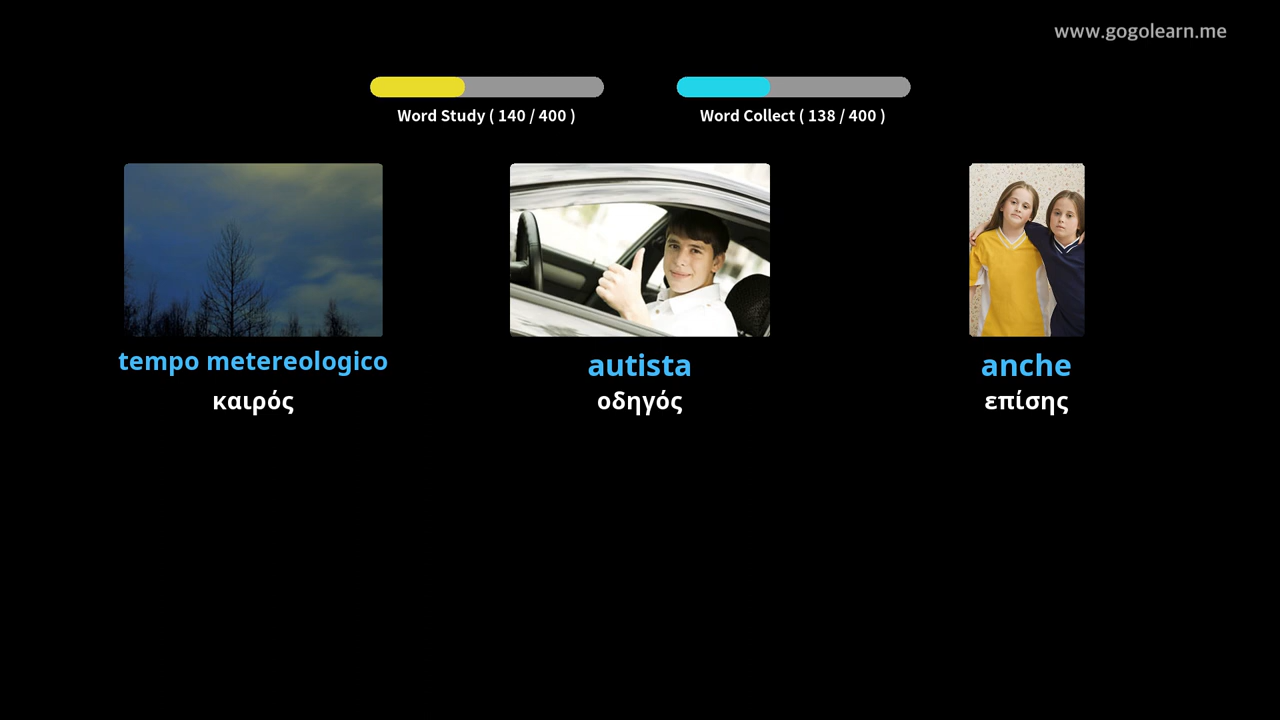 www.gogolearn.me
Word Study ( 140 / 400 )
Word Collect ( 138 / 400 )
tempo metereologico
καιρός
autista
οδηγός
anche
επίσης